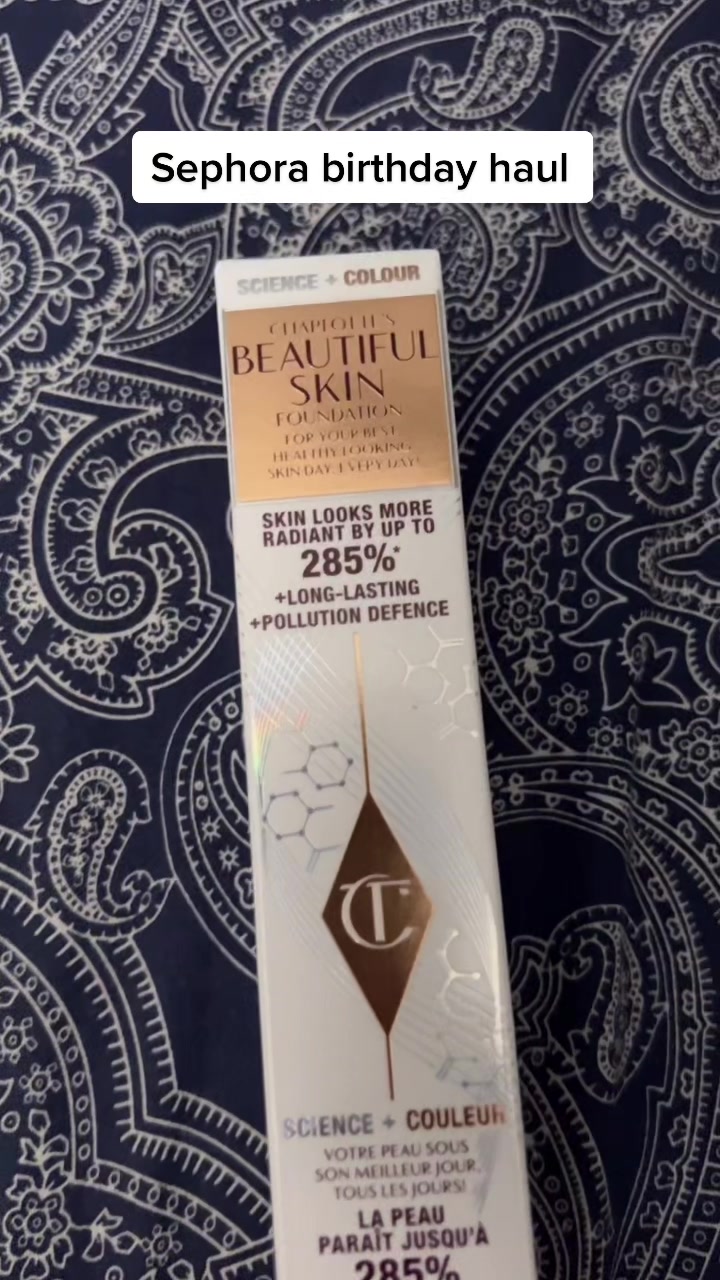 Sephora birthday haul
SCIENCE + COLOUR
CHARLOTTE'S
BEAUTIFUL
SKIN
FOUNDATION
FOR YOUR BEST
HEALTHY LOOKING
SKIN DAY. EVERY DAY!
SKIN LOOKS MORE
RADIANT BY UP TO
285%*
+LONG-LASTING
+POLLUTION DEFENCE
CT
SCIENCE + COULEUR
VOTRE PEAU SOUS
SON MEILLEUR JOUR,
TOUS LES JOURS!
LA PEAU
PARAÎT JUSQU'À
285%